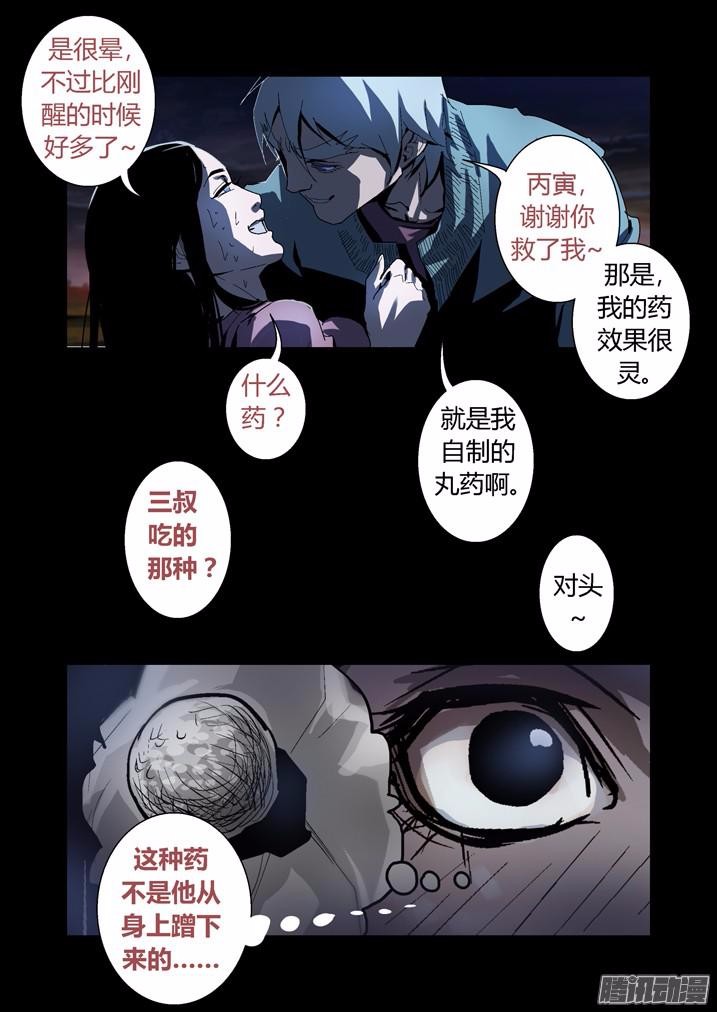 是很晕，
不过比刚
醒的时候
好多了~
丙寅，
谢谢你
救了我~
那是，
我的药
效果很
灵。
什么
药？
就是我
自制的
丸药啊。
三叔
吃的
那种？
对头
~
这种药
不是他从
身上蹭下
来的……
腾讯动漫